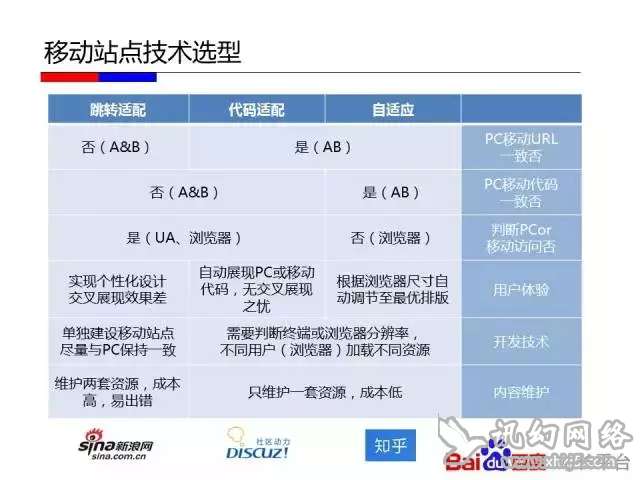 移动站点技术选型
跳转适配 代码适配 自适应
否（A&B） 是（AB） PC移动URL
一致否
否（A&B） 是（AB） PC移动代码
一致否
是（UA、浏览器） 否（浏览器） 判断PCor
移动访问否
实现个性化设计
交叉展现效果差
自动展现PC或移动
代码，无交叉展现
之忧
根据浏览器尺寸自
动调节至最优排版
用户体验
单独建设移动站点
尽量与PC保持一致
需要判断终端或浏览器分辨率，
不同用户（浏览器）加载不同资源
开发技术
维护两套资源，成本
高，易出错
只维护一套资源，成本低
内容维护
sina新浪网
sina.com.cn
社区动力
DISCUZ!
知乎
Bai du 百度
讯幻网络
平台